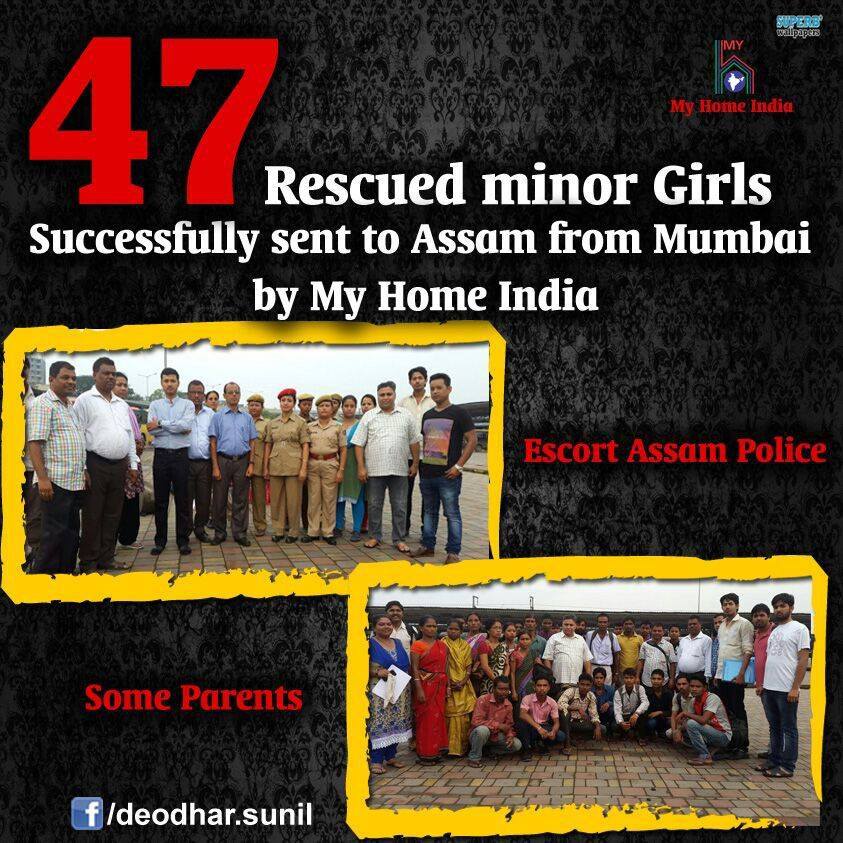 SUPERB
wallpapers
MY
My Home India
47 Rescued minor Girls
Successfully sent to Assam from Mumbai
by My Home India
Escort Assam Police
Some Parents
f/deodhar.sunil